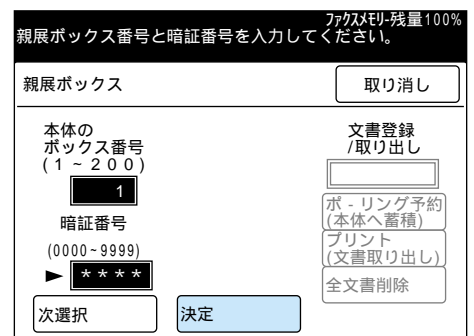 ファクスメモリー残量100%
親展ボックス番号と暗証番号を入力してください。
親展ボックス
取り消し
本体の
ボックス番号
(1~200)
1
暗証番号
(0000~9999)
►
****
次選択
決定
文書登録
/取り出し
ポ-リング予約
(本体へ蓄積)
プリント
(文書取り出し)
全文書削除